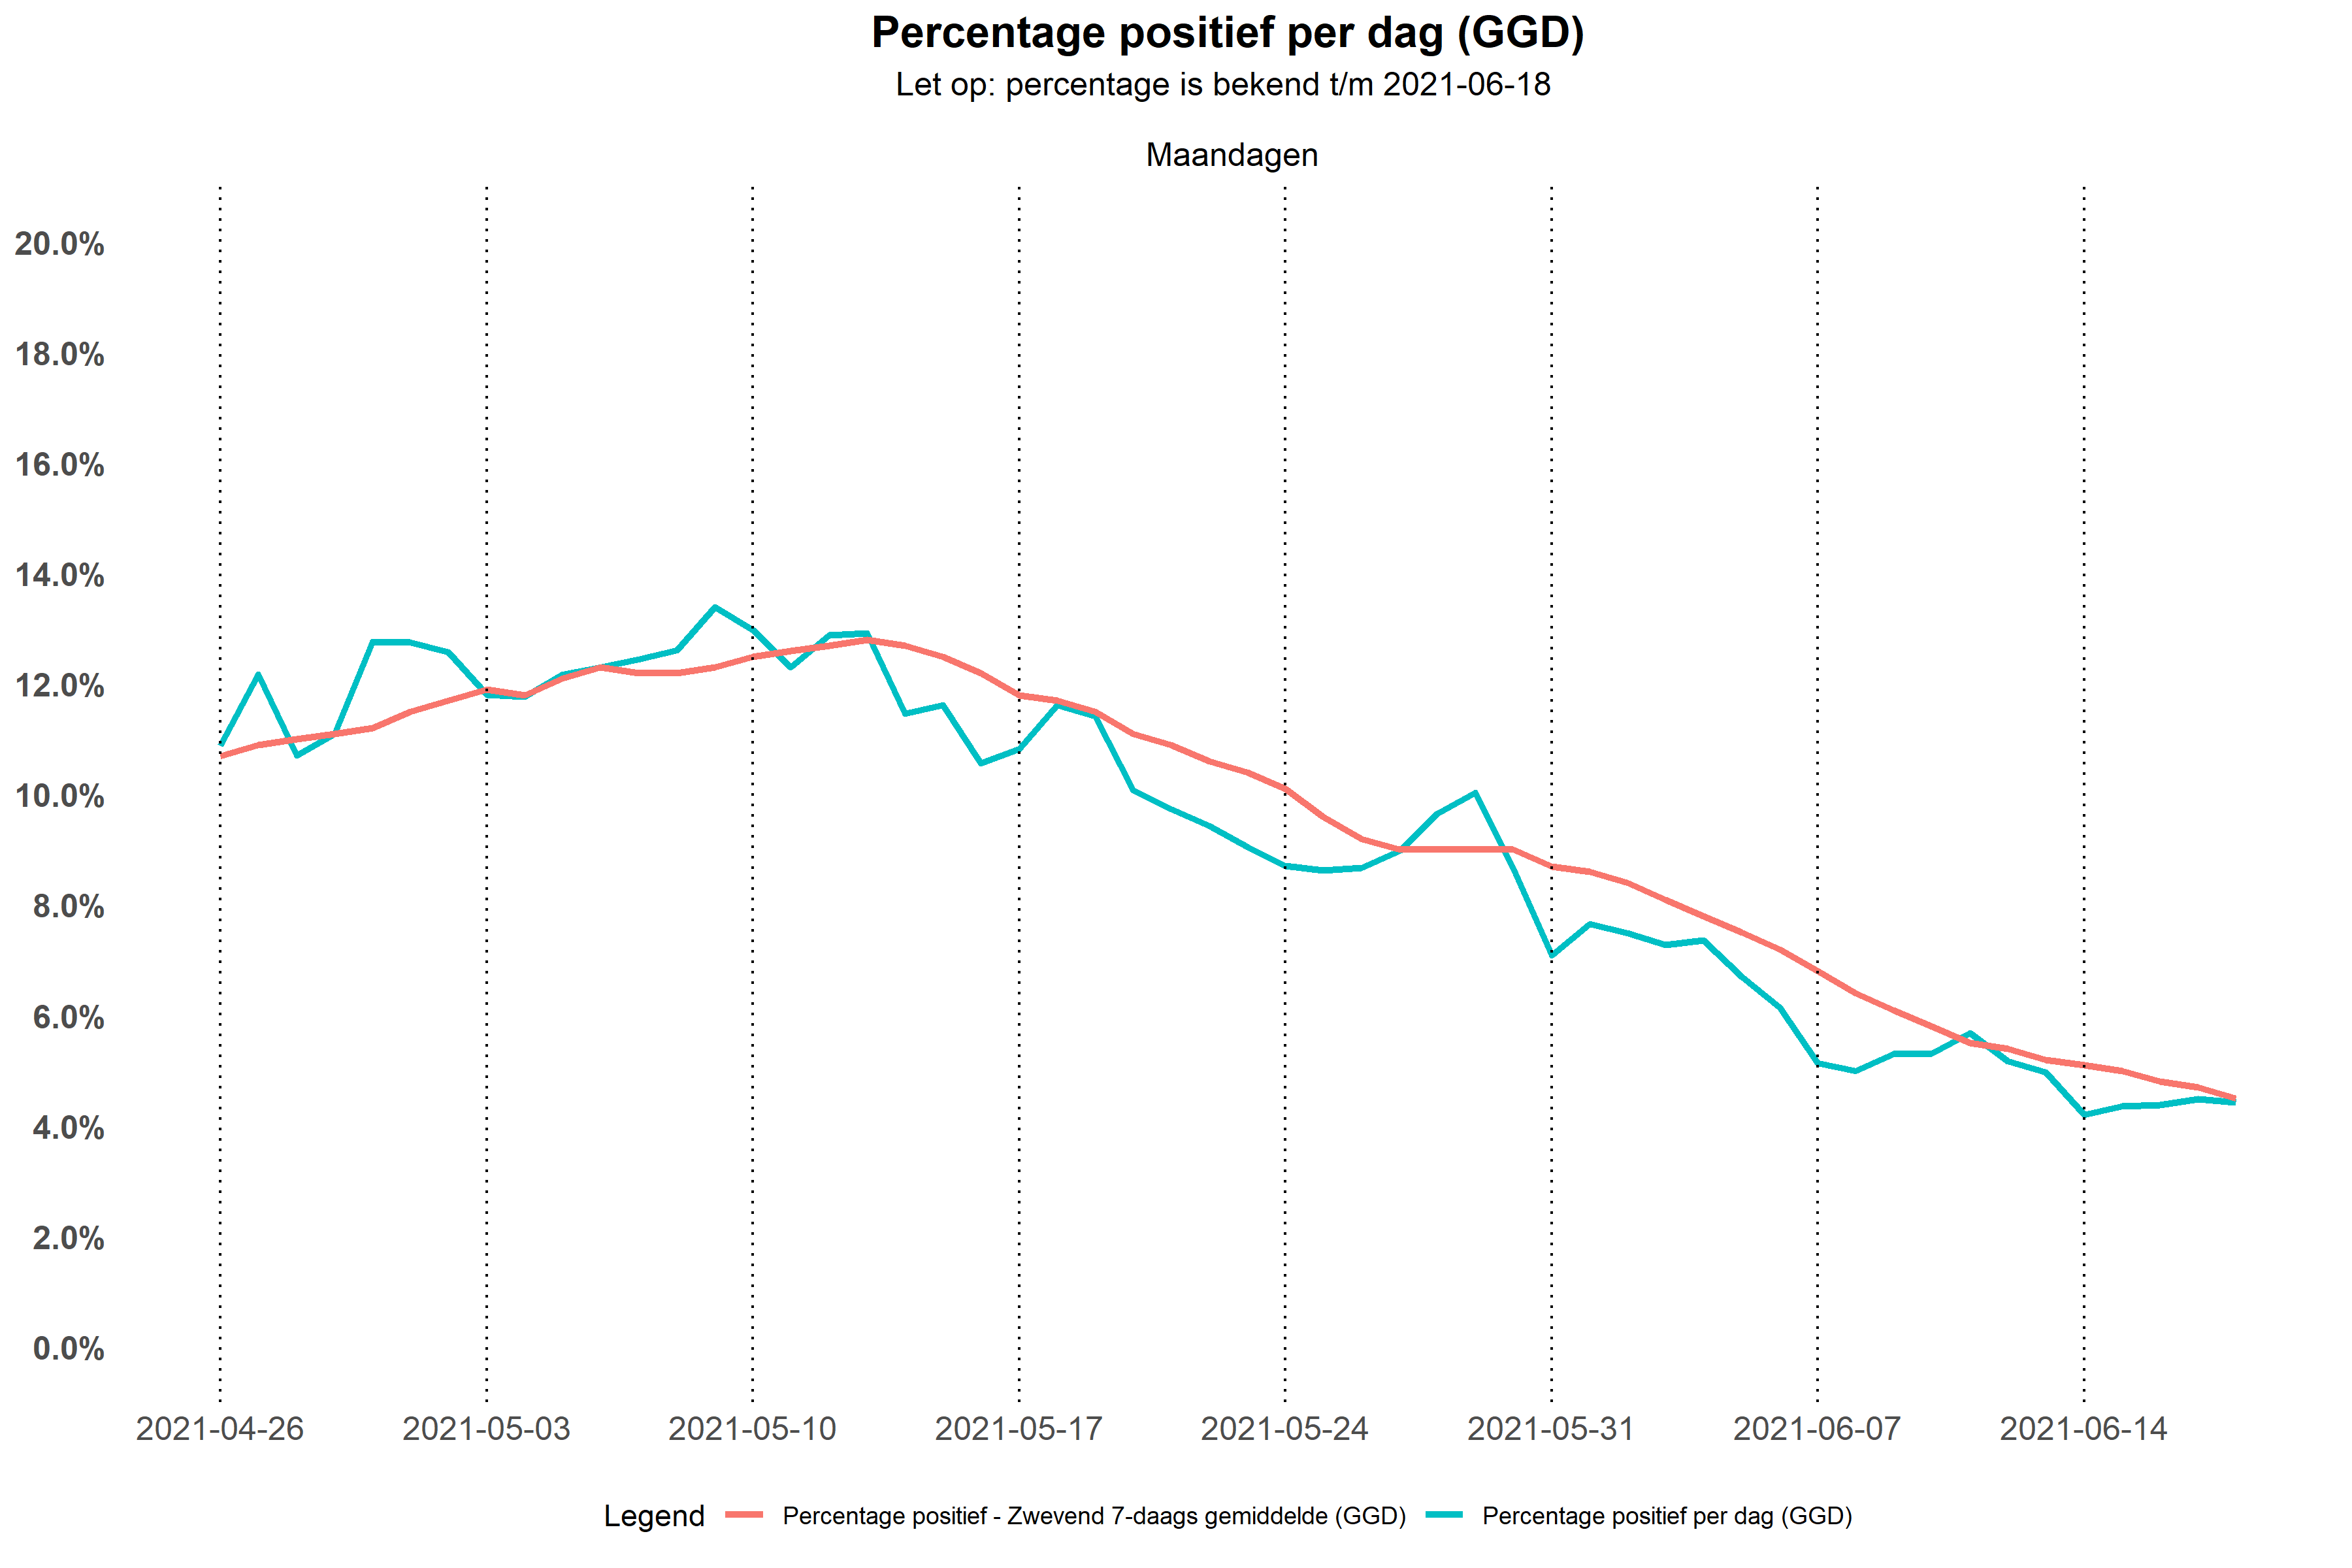 Percentage positief per dag (GGD)
Let op: percentage is bekend t/m 2021-06-18
Maandagen
20.0%
18.0%
16.0%
14.0%
12.0%
10.0%
8.0%
6.0%
4.0%
2.0%
0.0%
2021-04-26 2021-05-03 2021-05-10 2021-05-17 2021-05-24 2021-05-31 2021-06-07 2021-06-14
Legend Percentage positief - Zwevend 7-daags gemiddelde (GGD) Percentage positief per dag (GGD)